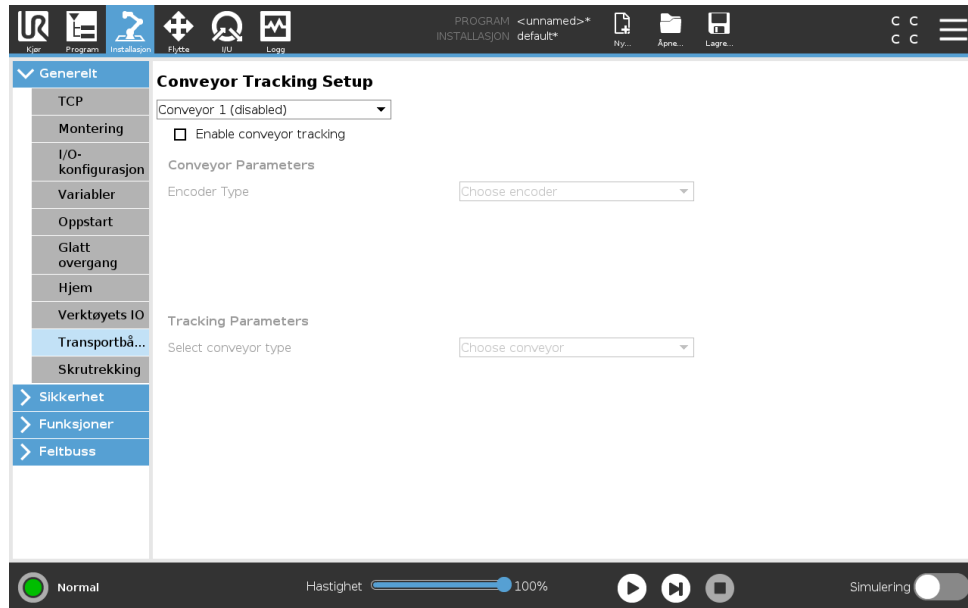 PROGRAM <unnamed>*
INSTALLASJON default*
C C
C C
Kjør Program Installasjon Flytte I/U Logg Ny... Åpne... Lagre...
Generelt
TCP
Montering
I/O-
konfigurasjon
Variabler
Oppstart
Glatt
overgang
Hjem
Verktøyets IO
Transportbå...
Skrutrekking
Sikkerhet
Funksjoner
Feltbuss
Conveyor Tracking Setup
Conveyor 1 (disabled)
Enable conveyor tracking
Conveyor Parameters
Encoder Type Choose encoder
Tracking Parameters
Select conveyor type Choose conveyor
Normal Hastighet 100% Simulering